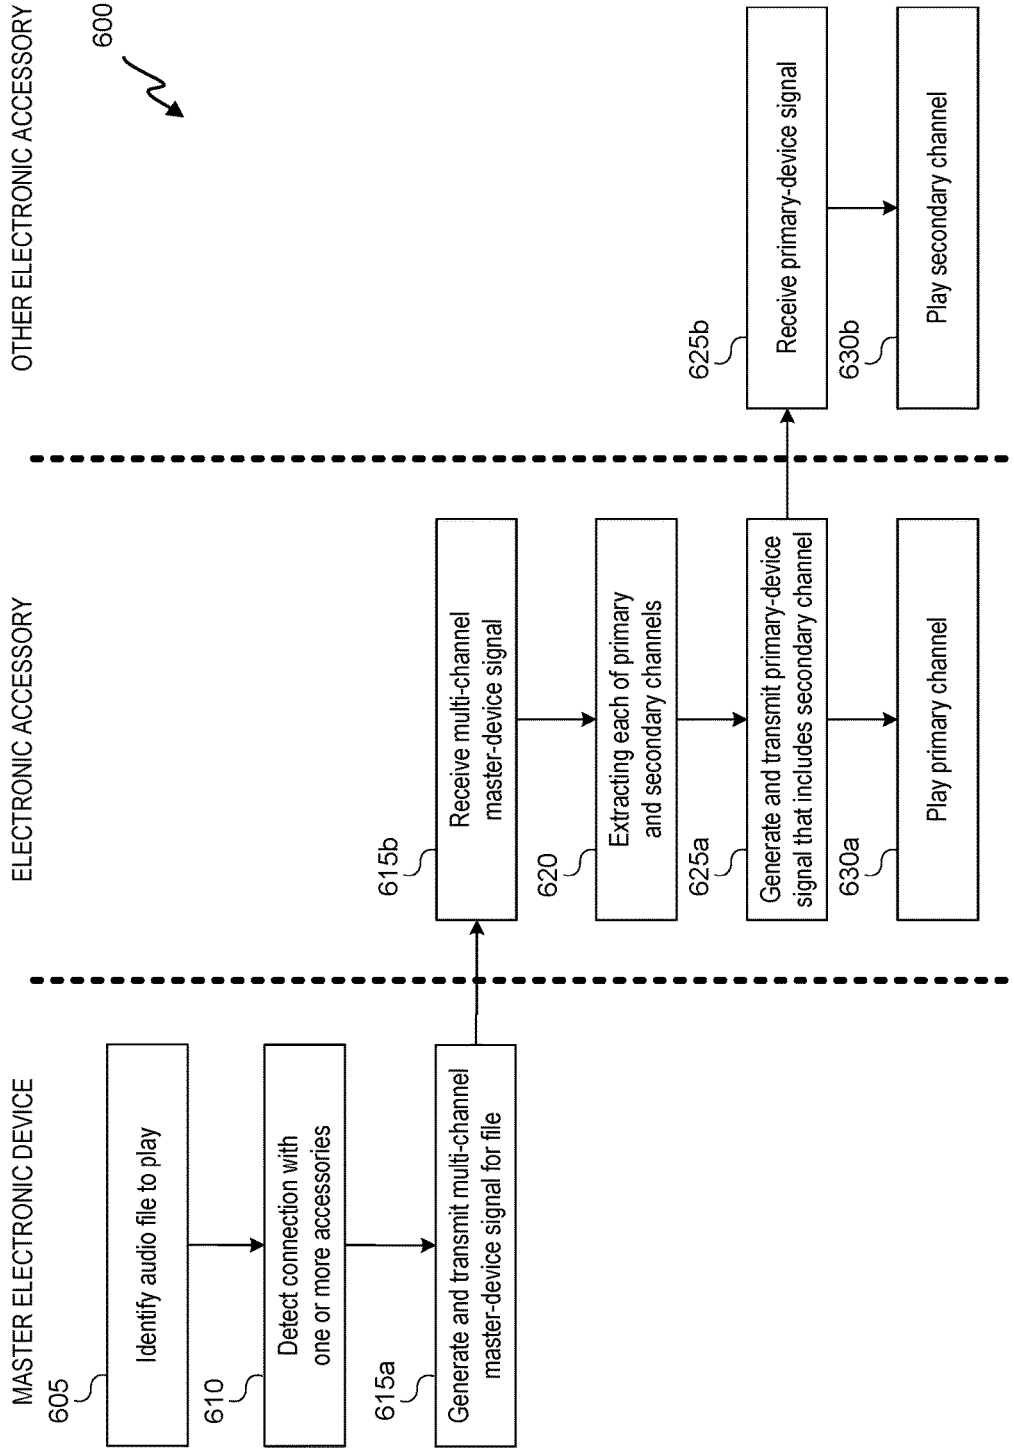 600
MASTER ELECTRONIC DEVICE
ELECTRONIC ACCESSORY
OTHER ELECTRONIC ACCESSORY
605
Identify audio file to play
610
Detect connection with
one or more accessories
615a
Generate and transmit multi-channel
master-device signal for file
615b
Receive multi-channel
master-device signal
620
Extracting each of primary
and secondary channels
625a
Generate and transmit primary-device
signal that includes secondary channel
625b
Receive primary-device signal
630a
Play primary channel
630b
Play secondary channel